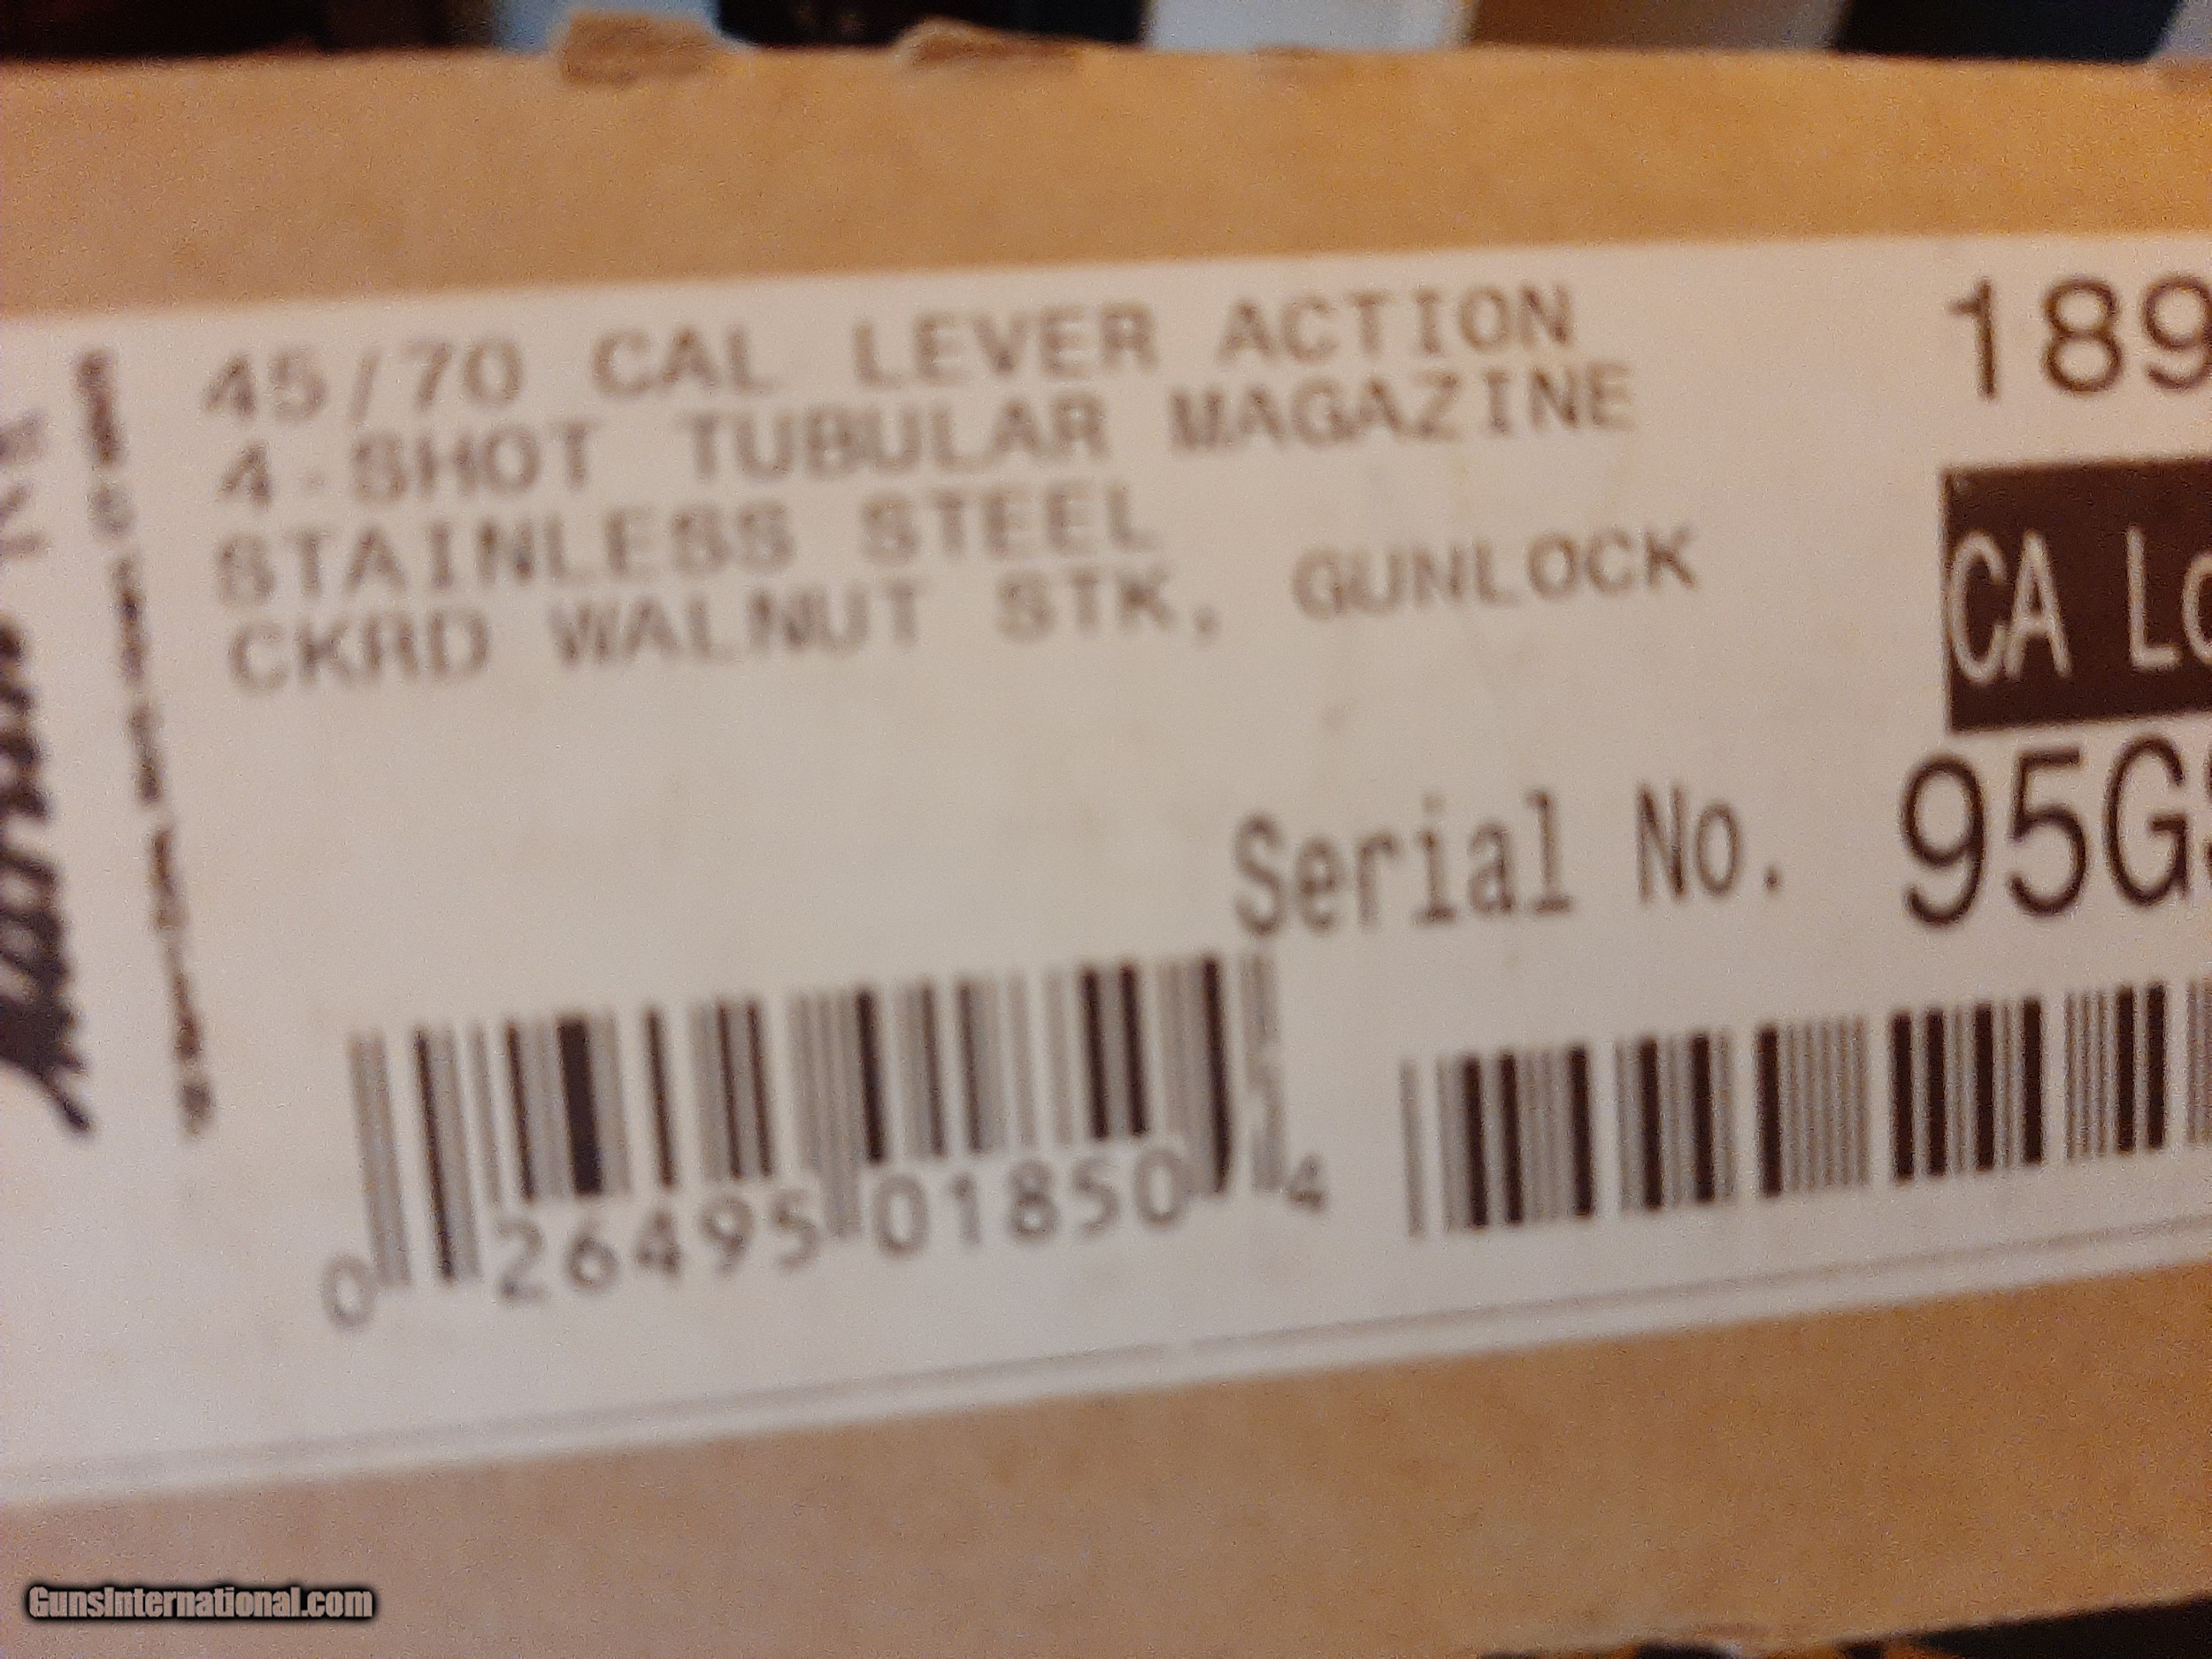 45/70 CAL LEVER ACTION
4-SHOT TUBULAR MAGAZINE
STAINLESS STEEL
CKRD WALNUT STK, GUNLOCK
189
CA Lo
Serial No. 95GS
0 26495 01850 4
GunsInternational.com